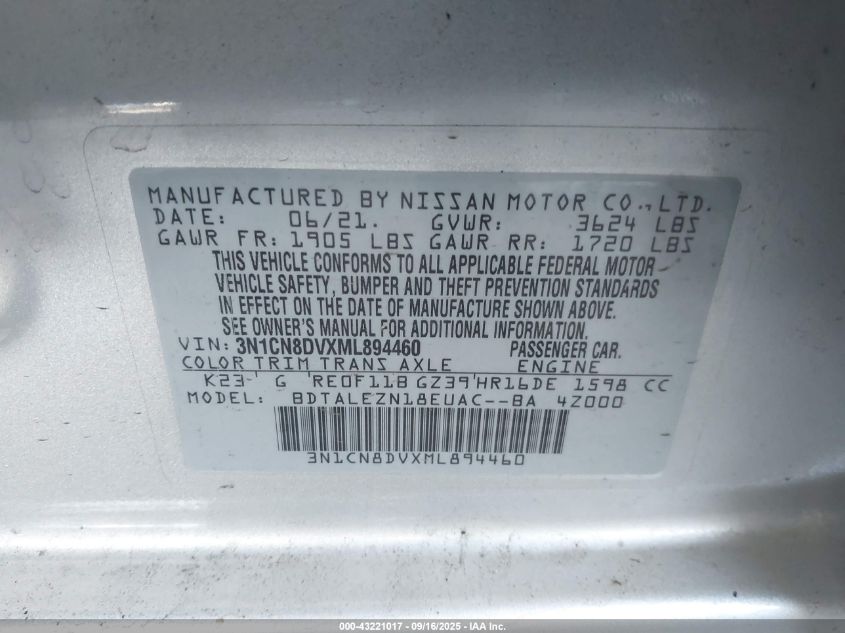 MANUFACTURED BY NISSAN MOTOR CO., LTD.
DATE: 06/21. GVWR: 3624 LBS
GAWR FR: 1905 LBS GAWR RR: 1720 LBS
THIS VEHICLE CONFORMS TO ALL APPLICABLE FEDERAL MOTOR
VEHICLE SAFETY, BUMPER AND THEFT PREVENTION STANDARDS
IN EFFECT ON THE DATE OF MANUFACTURE SHOWN ABOVE.
SEE OWNER'S MANUAL FOR ADDITIONAL INFORMATION.
VIN: 3N1CN8DVXML894460 PASSENGER CAR.
COLOR TRIM TRANS AXLE ENGINE
K23 G RE0F11B GZ39 HR16DE 1598 CC
MODEL: BDTALEZN18EUAC--BA 4Z000
3N1CN8DVXML894460
000-43221017 - 09/16/2025 - IAA Inc.